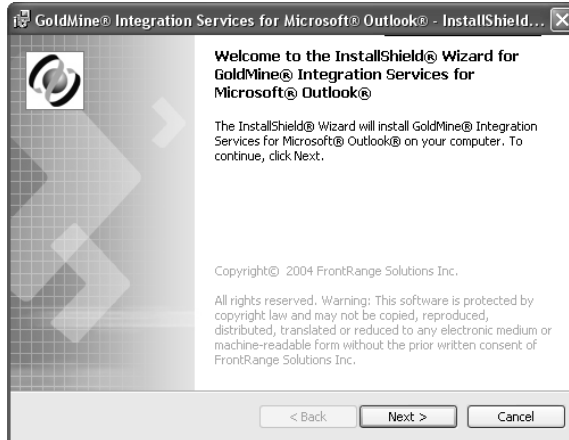 GoldMine® Integration Services for Microsoft® Outlook® - InstallShield...
Welcome to the InstallShield® Wizard for
GoldMine® Integration Services for
Microsoft® Outlook®
The InstallShield® Wizard will install GoldMine® Integration
Services for Microsoft® Outlook® on your computer. To
continue, click Next.
Copyright© 2004 FrontRange Solutions Inc.
All rights reserved. Warning: This software is protected by
copyright law and may not be copied, reproduced,
distributed, translated or reduced to any electronic medium or
machine-readable form without the prior written consent of
FrontRange Solutions Inc.
< Back Next > Cancel